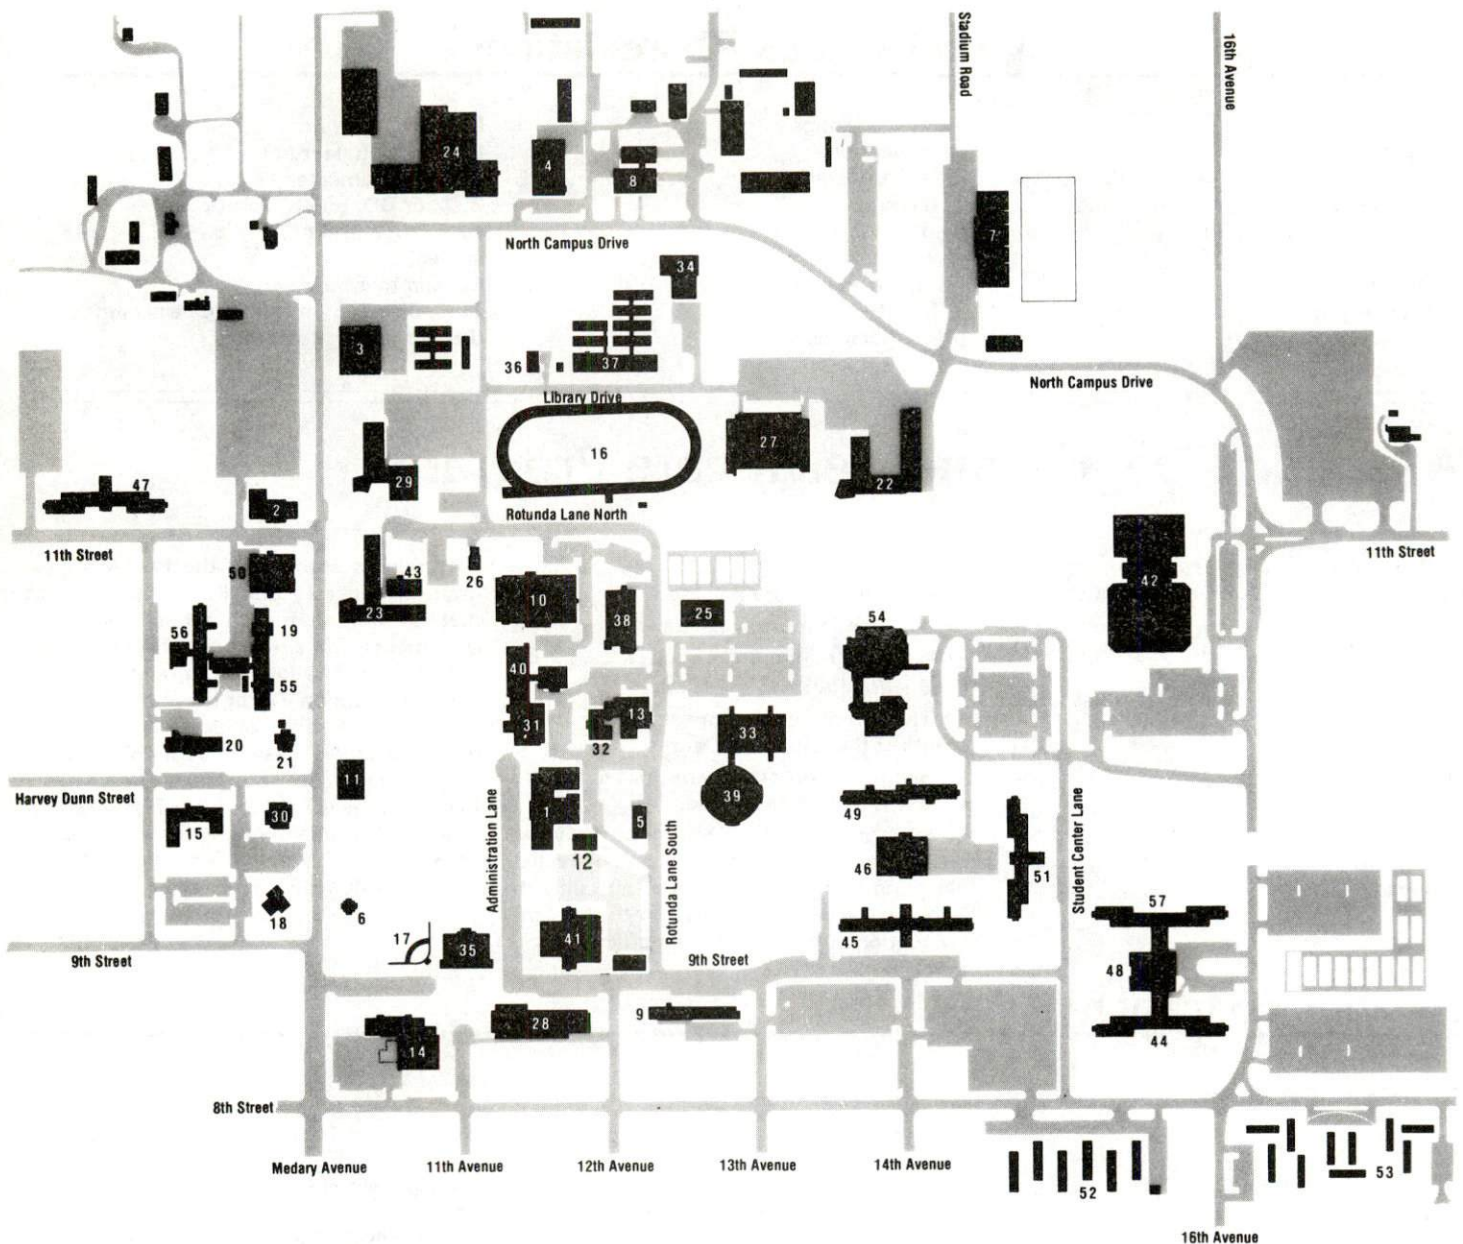 Stadium Road
16th Avenue
24
4
8
7
North Campus Drive
34
3
36
37
North Campus Drive
Library Drive
16
27
47
29
22
2
Rotunda Lane North
11th Street
11th Street
50
43
26
42
10
25
23
38
19
54
56
40
55
13
31
33
32
20
21
11
39
Harvey Dunn Street
1
49
30
5
15
12
46
51
Administration Lane
Rotunda Lane South
Student Center Lane
18
6
57
17
45
41
35
9th Street
9th Street
48
9
28
44
14
8th Street
Medary Avenue
11th Avenue
12th Avenue
13th Avenue
14th Avenue
53
52
16th Avenue